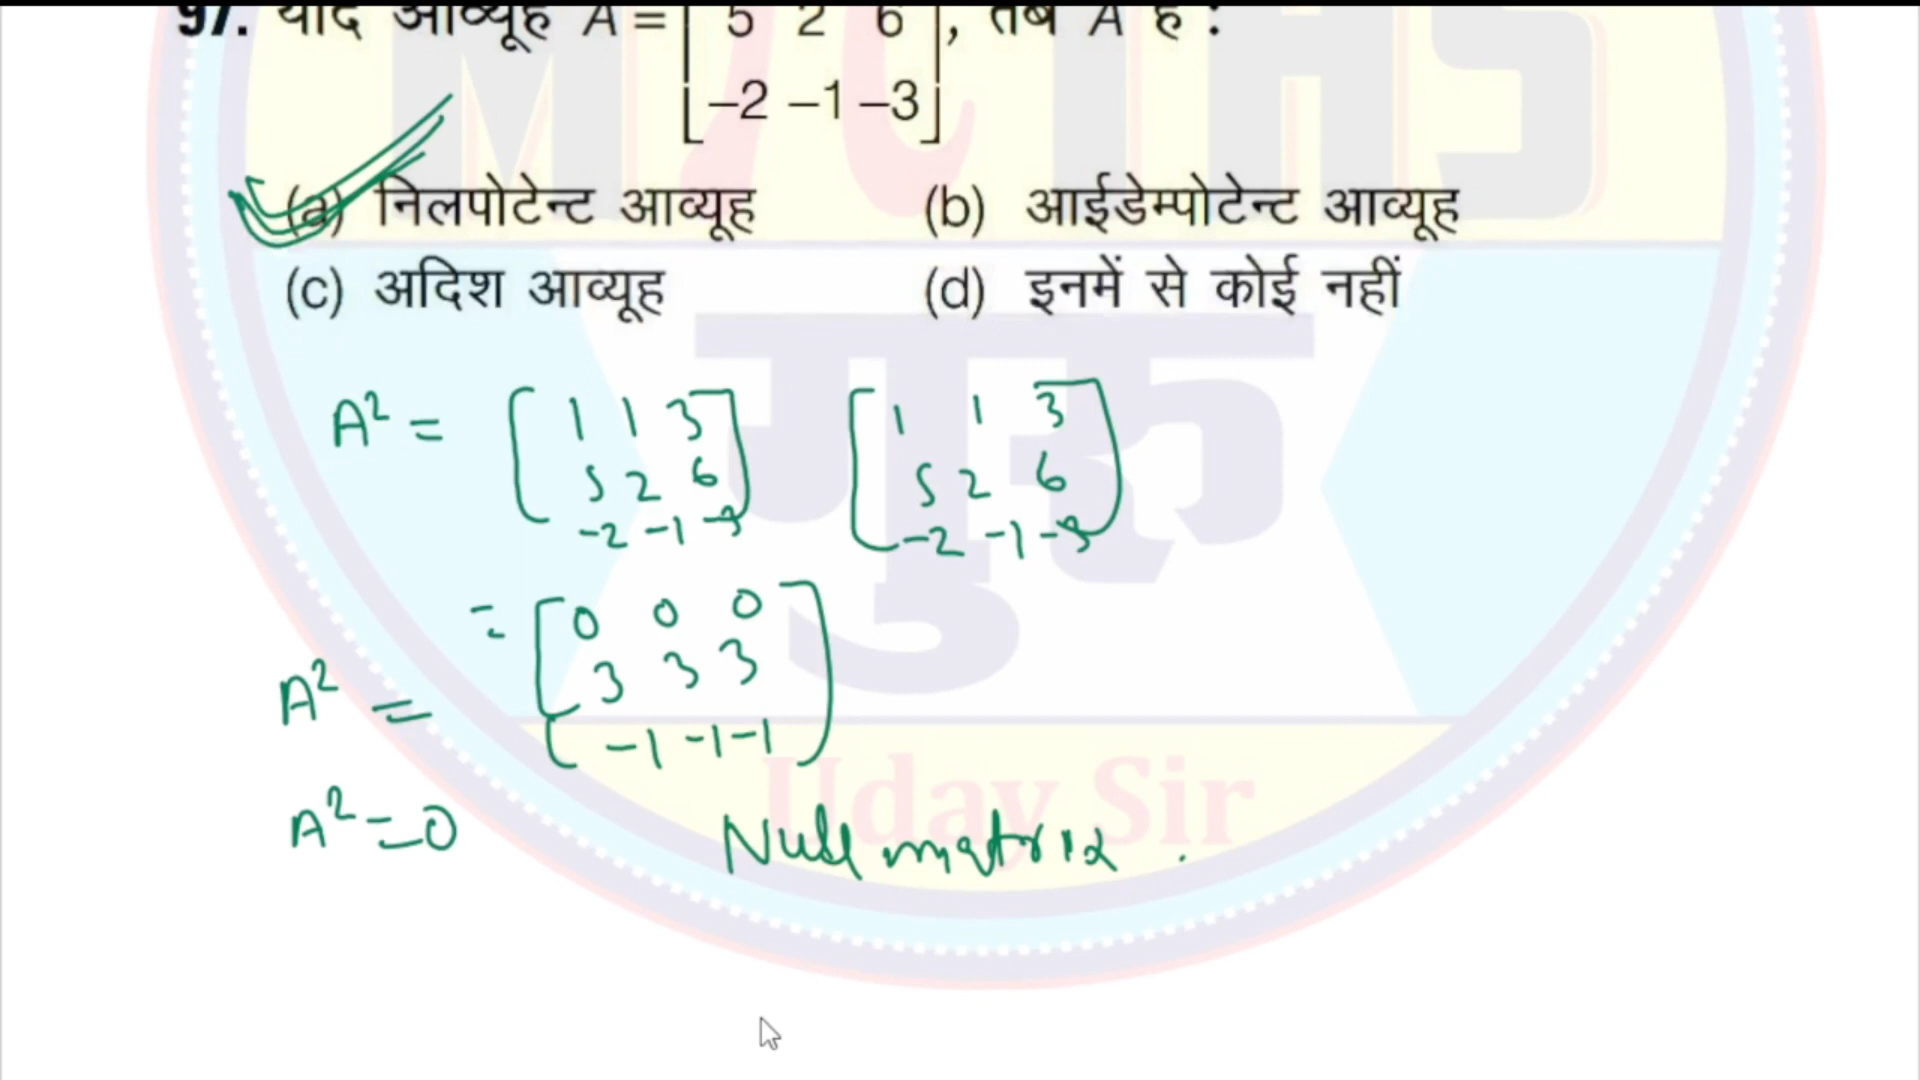 97. यदि आव्यूह A = 5 2 6 , तब A है :
-2 -1 -3
(a) निलपोटेन्ट आव्यूह (b) आईडेम्पोटेन्ट आव्यूह
(c) अदिश आव्यूह (d) इनमें से कोई नहीं
A² = [ 1 1 3 ] [ 1 1 3 ]
5 2 6 5 2 6
-2 -1 -3 -2 -1 -3
= [ 0 0 0 ]
3 3 3
A² =
-1 -1 -1
A² = 0 Null matrix .
MATHS
गुरु
Uday Sir